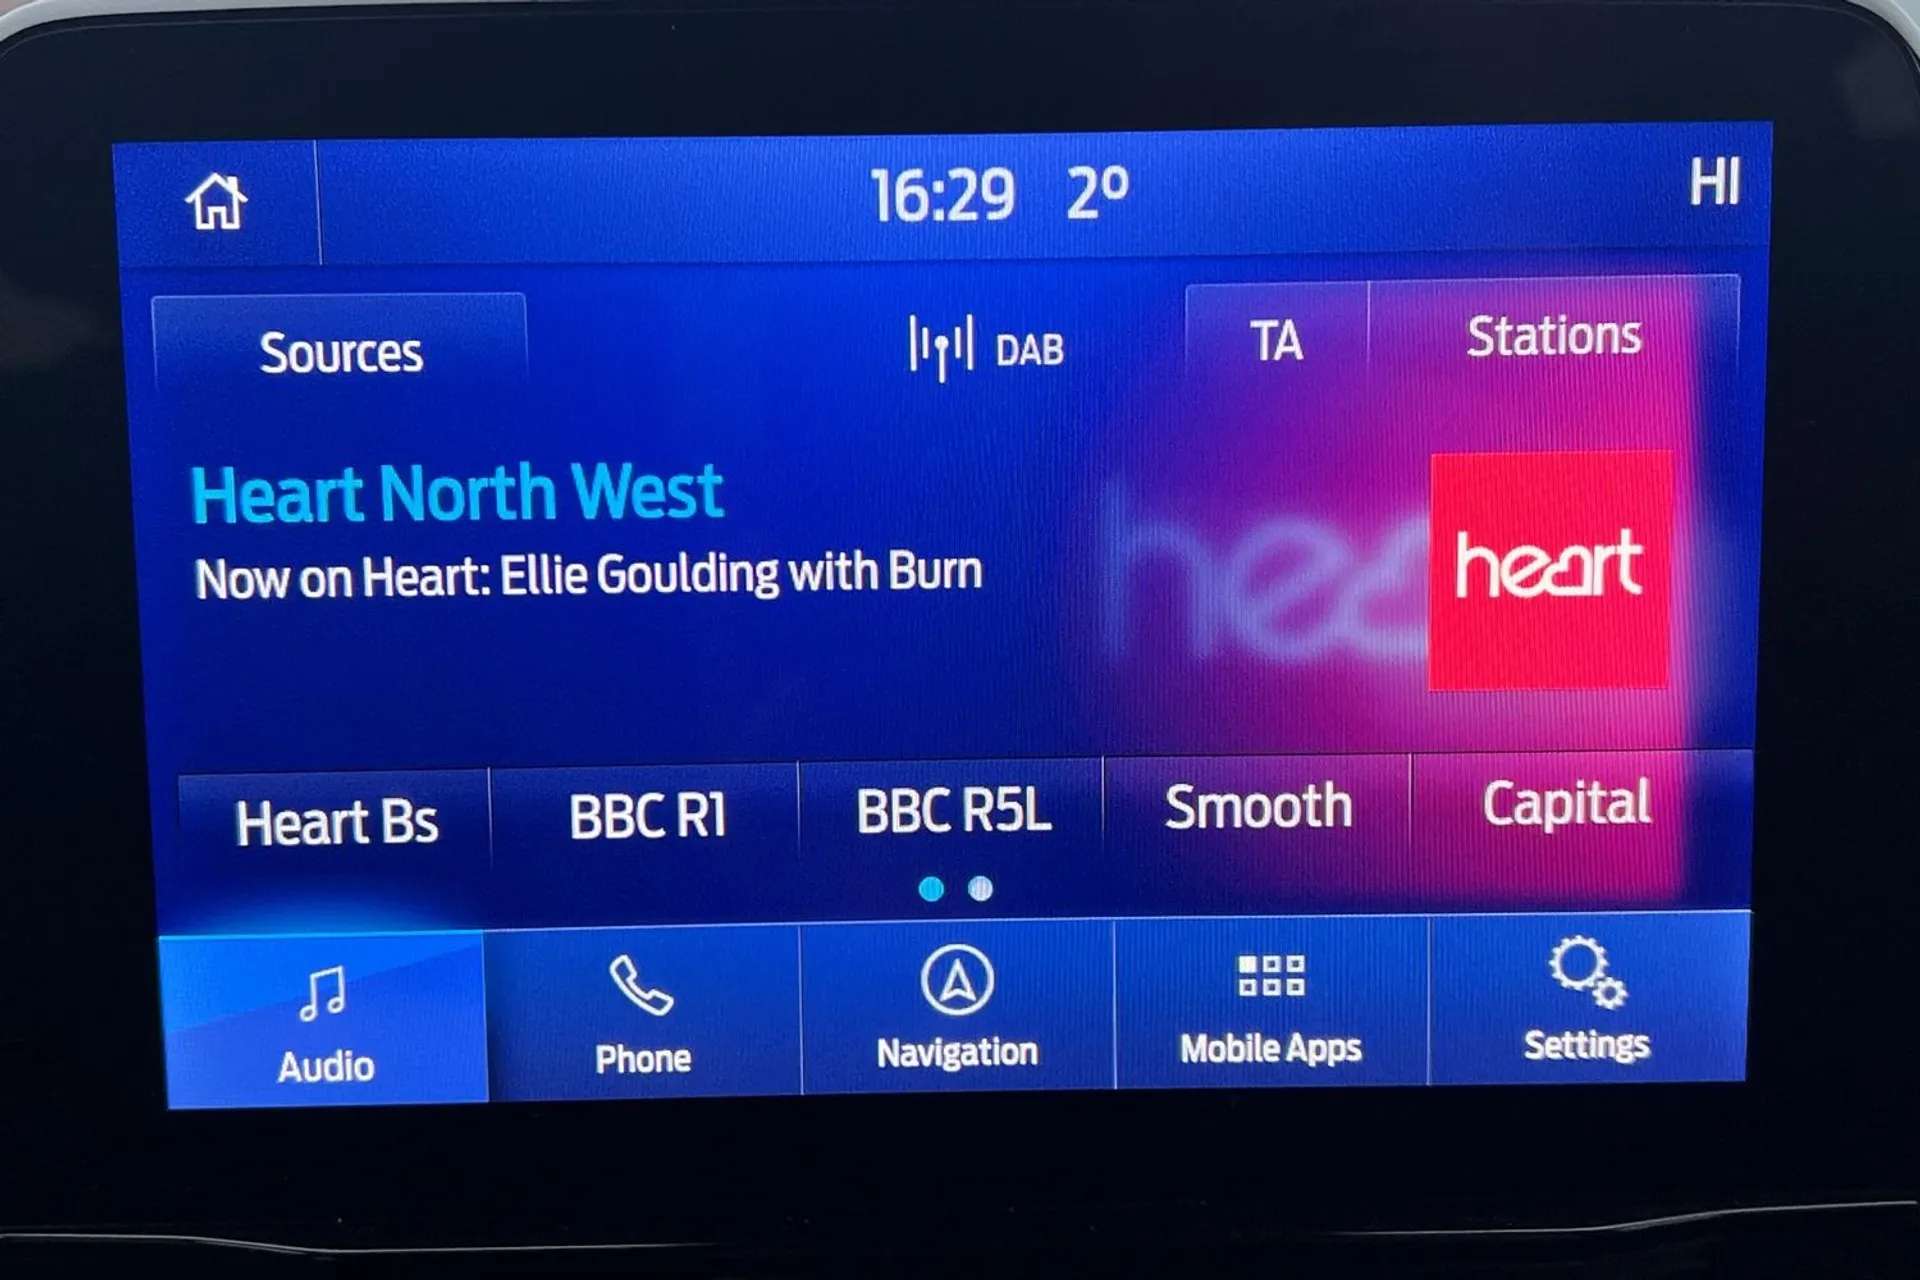 16:29 2º HI
Sources DAB TA Stations
Heart North West
Now on Heart: Ellie Goulding with Burn
hea
heart
Heart Bs BBC R1 BBC R5L Smooth Capital
Audio Phone Navigation Mobile Apps Settings